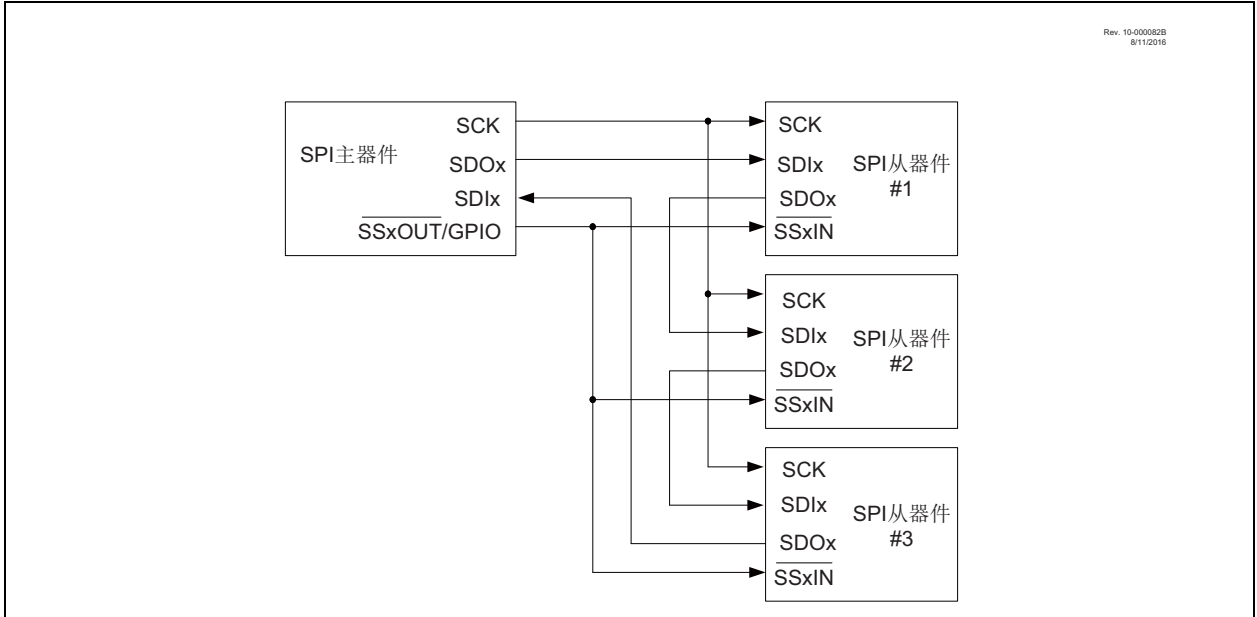 Rev. 10-000082B
8/11/2016
SPI主器件
SCK
SDOx
SDIx
SSxOUT/GPIO
SCK
SDIx
SDOx
SSxIN
SPI从器件
#1
SCK
SDIx
SDOx
SSxIN
SPI从器件
#2
SCK
SDIx
SDOx
SSxIN
SPI从器件
#3